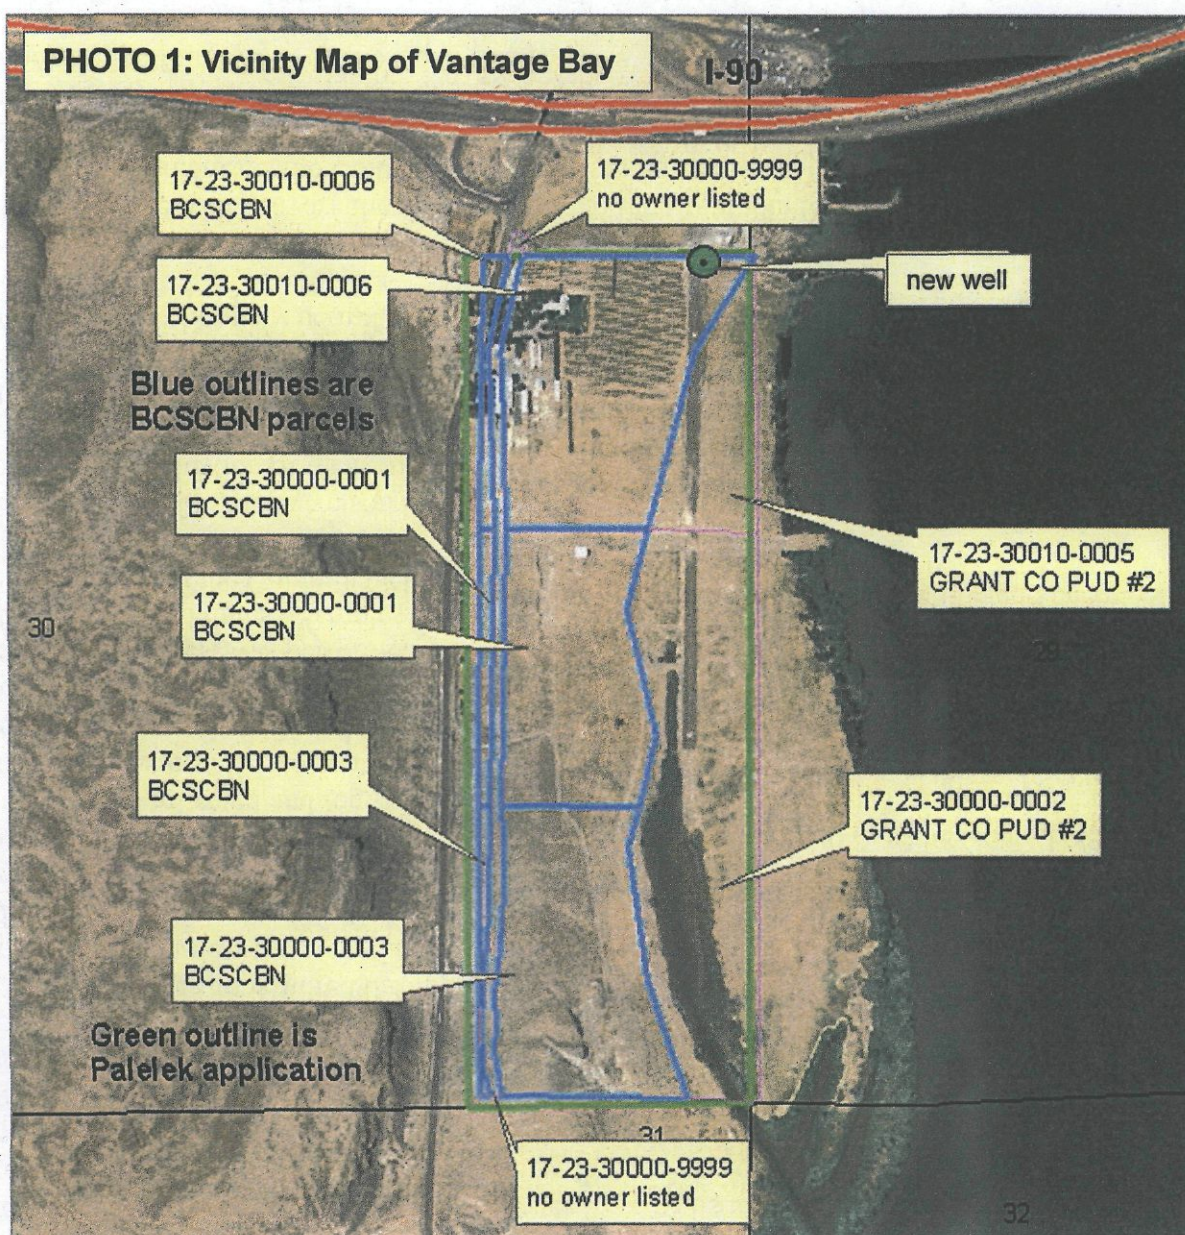 PHOTO 1: Vicinity Map of Vantage Bay
I-90
17-23-30010-0006
BCSCBN
17-23-30000-9999
no owner listed
17-23-30010-0006
BCSCBN
new well
Blue outlines are
BCSCBN parcels
17-23-30000-0001
BCSCBN
17-23-30010-0005
GRANT CO PUD #2
17-23-30000-0001
BCSCBN
30
29
17-23-30000-0003
BCSCBN
17-23-30000-0002
GRANT CO PUD #2
17-23-30000-0003
BCSCBN
Green outline is
Palelek application
31
17-23-30000-9999
no owner listed
32